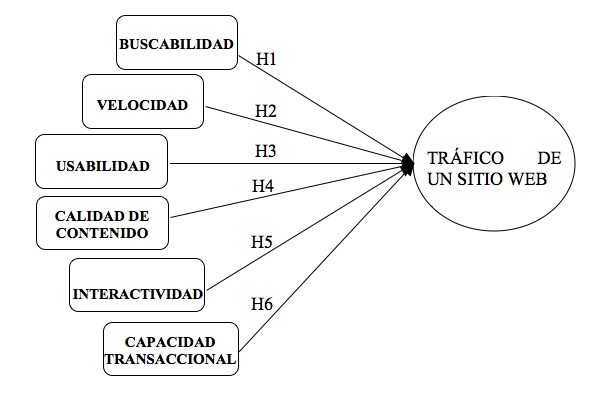 BUSCABILIDAD
H1
VELOCIDAD
H2
USABILIDAD
H3
CALIDAD DE
CONTENIDO
H4
INTERACTIVIDAD
H5
CAPACIDAD
TRANSACCIONAL
H6
TRÁFICO DE
UN SITIO WEB